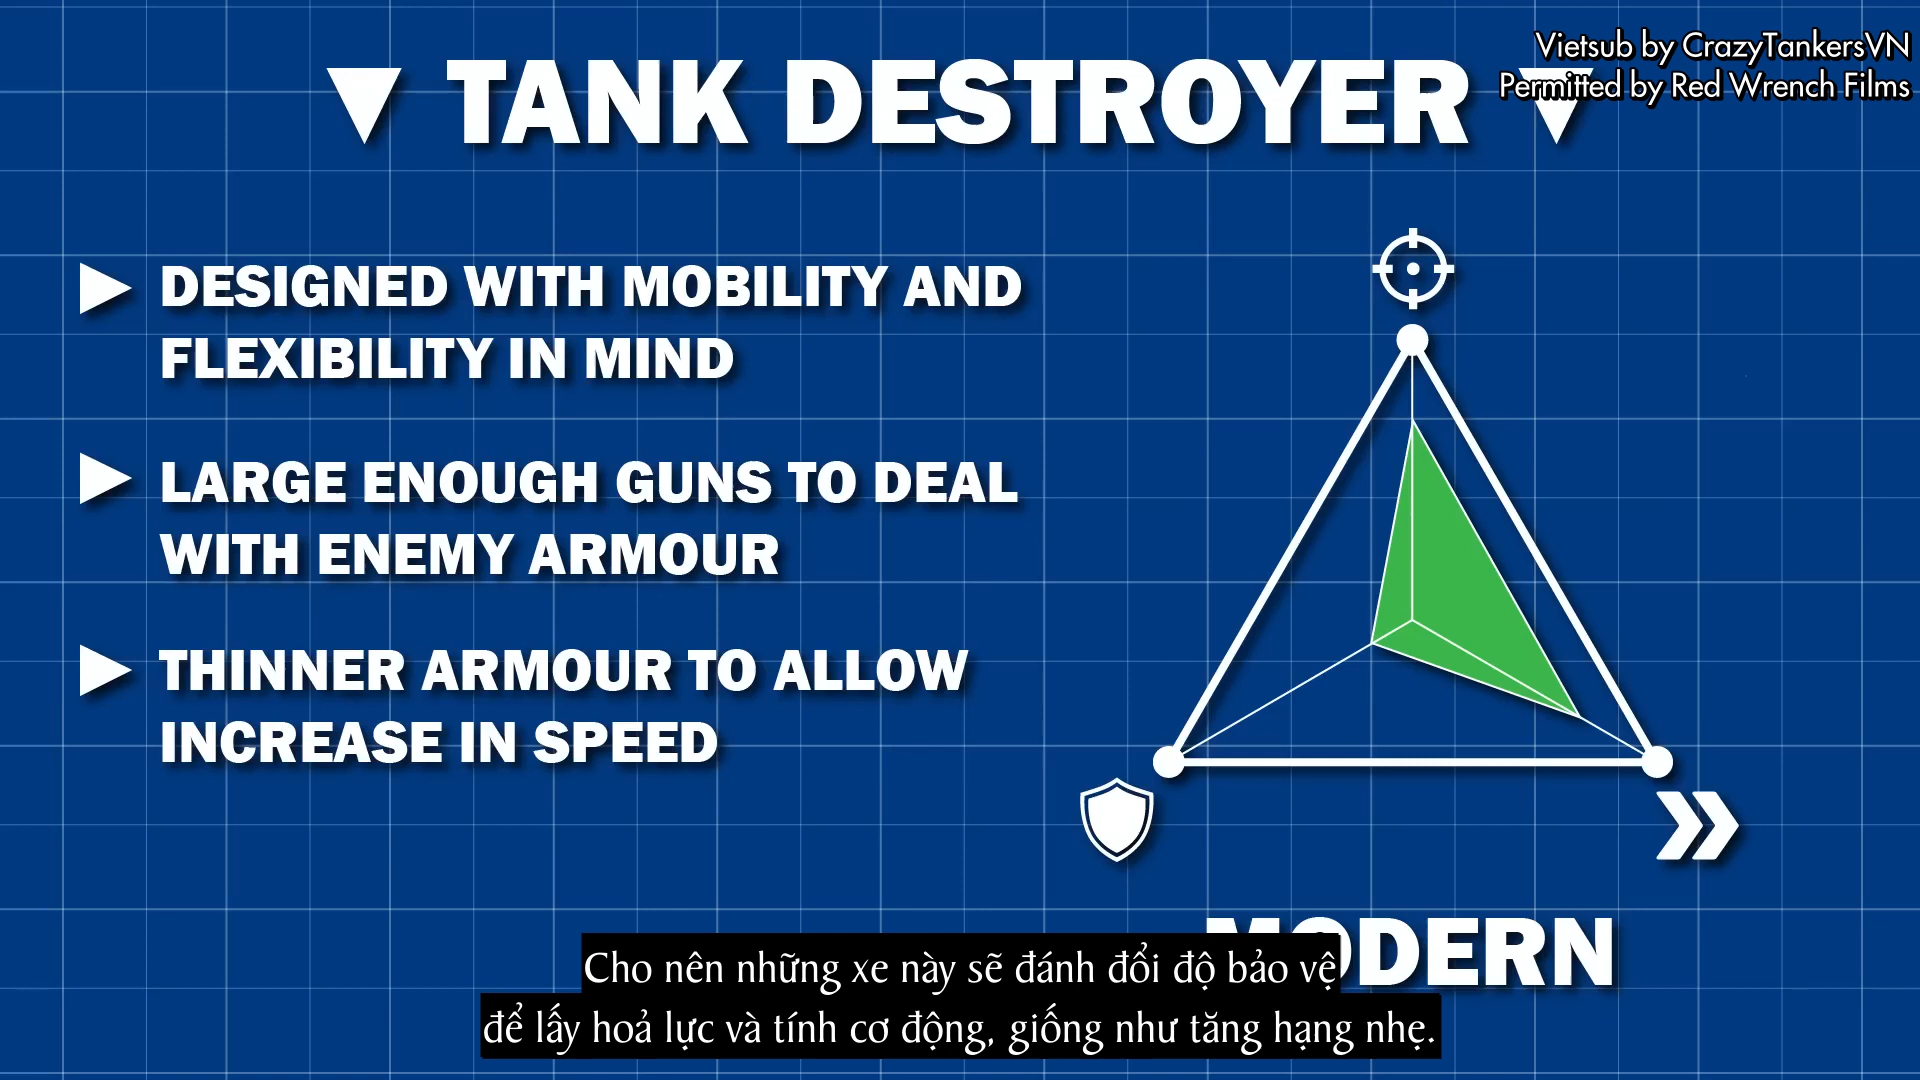 Vietsub by CrazyTankersVN
Permitted by Red Wrench Films
TANK DESTROYER
DESIGNED WITH MOBILITY AND
FLEXIBILITY IN MIND
LARGE ENOUGH GUNS TO DEAL
WITH ENEMY ARMOUR
THINNER ARMOUR TO ALLOW
INCREASE IN SPEED
MODERN
Cho nên những xe này sẽ đánh đổi độ bảo vệ
để lấy hoả lực và tính cơ động, giống như tăng hạng nhẹ.